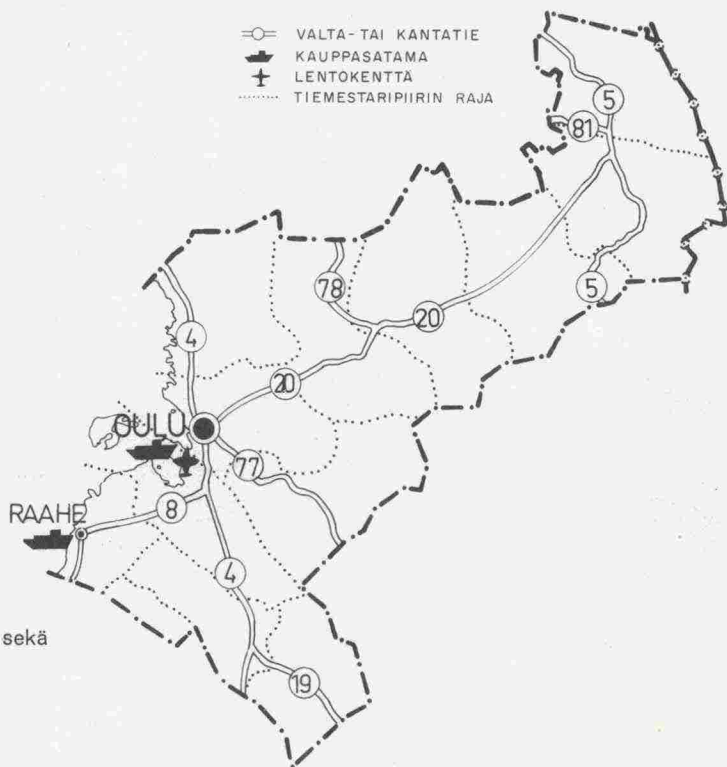 VALTA- TAI KANTATIE
KAUPPASATAMA
LENTOKENTTÄ
TIEMESTARIPIIRIN RAJA
5
81
78
5
20
4
20
OULU
77
8
RAAHE
4
sekä
19